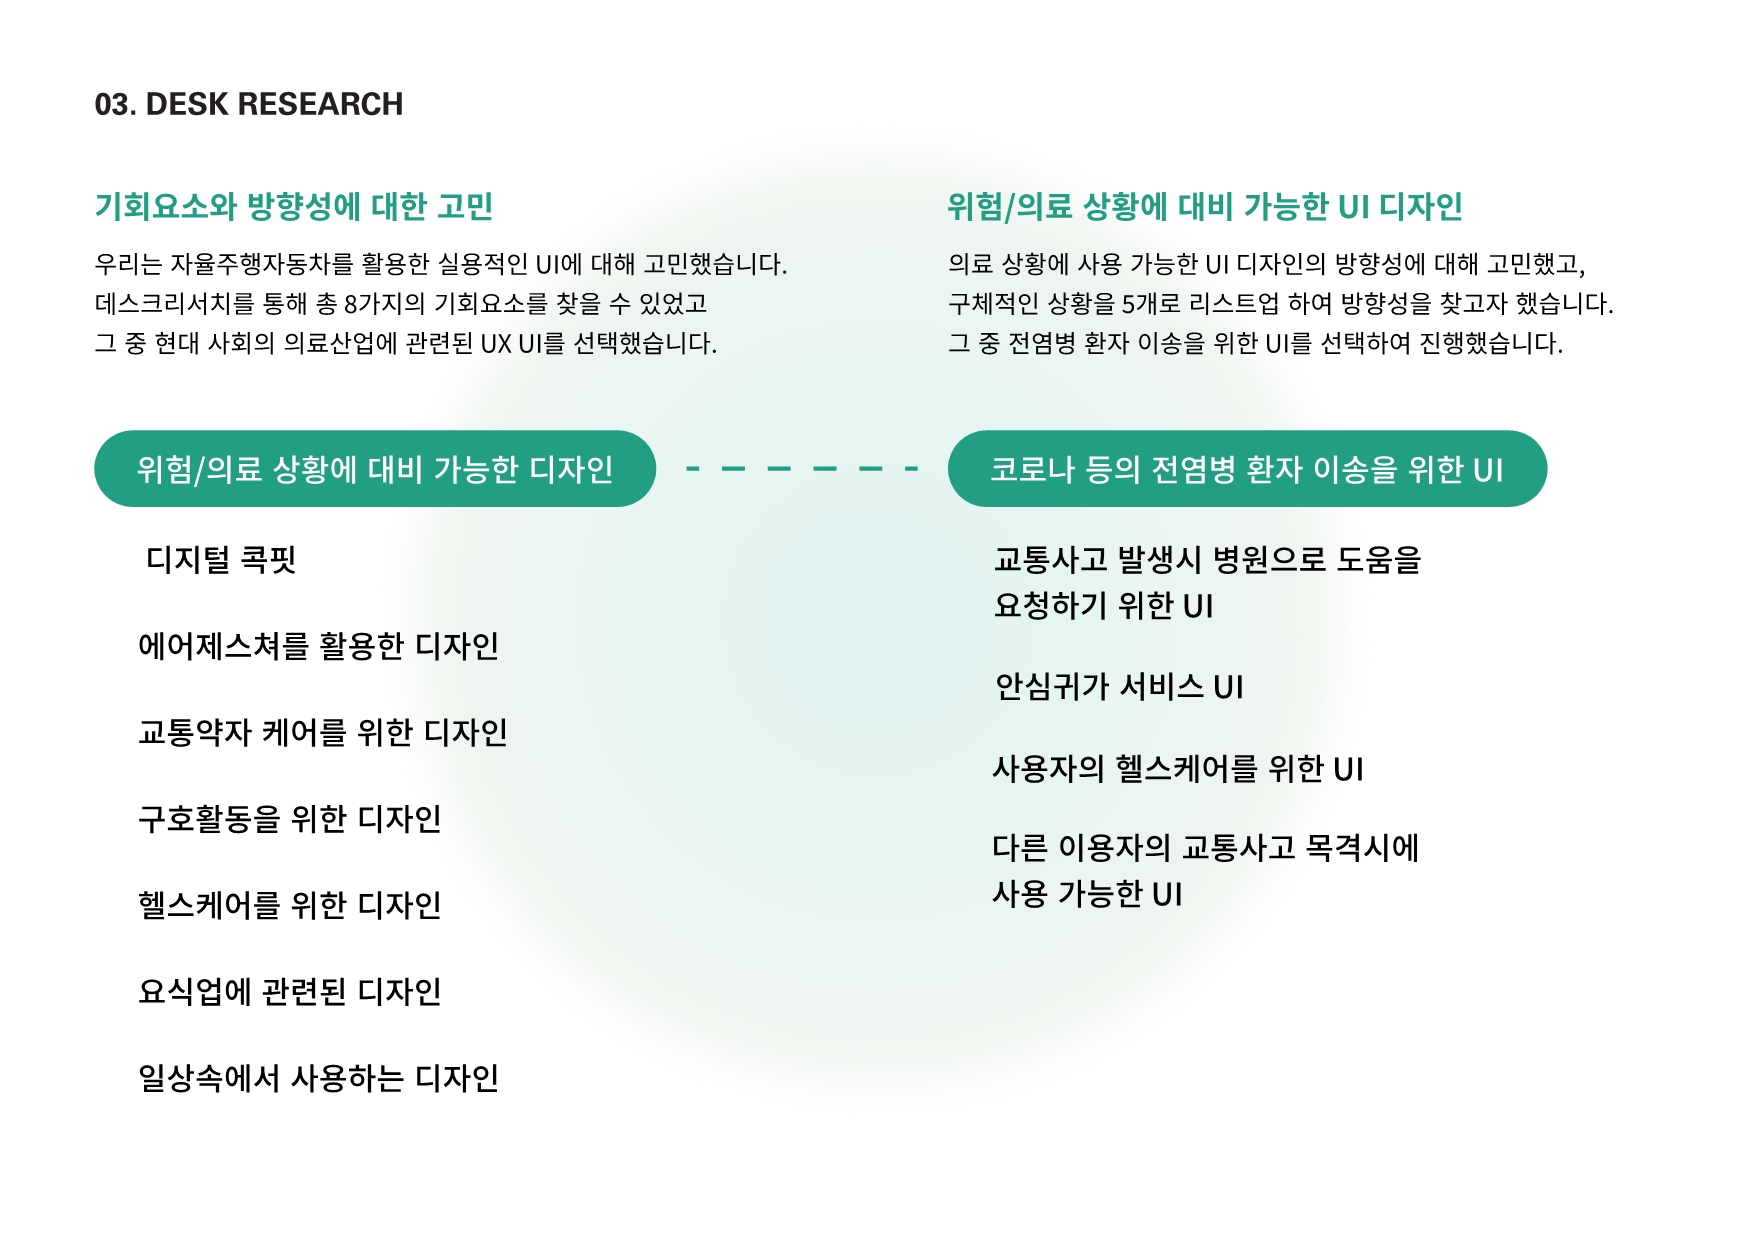 03. DESK RESEARCH
기회요소와 방향성에 대한 고민
우리는 자율주행자동차를 활용한 실용적인 UI에 대해 고민했습니다.
데스크리서치를 통해 총 8가지의 기회요소를 찾을 수 있었고
그 중 현대 사회의 의료산업에 관련된 UX UI를 선택했습니다.
위험/의료 상황에 대비 가능한 디자인
디지털 콕핏
에어제스쳐를 활용한 디자인
교통약자 케어를 위한 디자인
구호활동을 위한 디자인
헬스케어를 위한 디자인
요식업에 관련된 디자인
일상속에서 사용하는 디자인
위험/의료 상황에 대비 가능한 UI 디자인
의료 상황에 사용 가능한 UI 디자인의 방향성에 대해 고민했고,
구체적인 상황을 5개로 리스트업 하여 방향성을 찾고자 했습니다.
그 중 전염병 환자 이송을 위한 UI를 선택하여 진행했습니다.
코로나 등의 전염병 환자 이송을 위한 UI
교통사고 발생시 병원으로 도움을
요청하기 위한 UI
안심귀가 서비스 UI
사용자의 헬스케어를 위한 UI
다른 이용자의 교통사고 목격시에
사용 가능한 UI